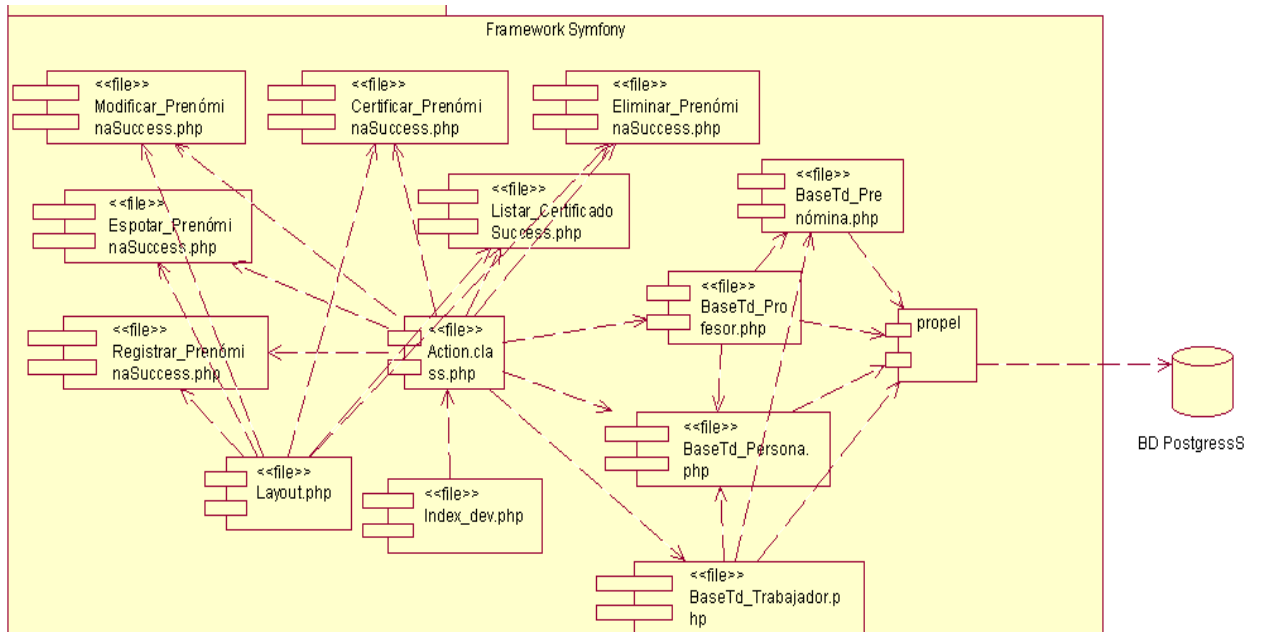 Framework Symfony
<<file>>
Modificar_Prenómi
naSuccess.php
<<file>>
Certificar_Prenómi
naSuccess.php
<<file>>
Eliminar_Prenómi
naSuccess.php
<<file>>
Espotar_Prenómi
naSuccess.php
<<file>>
Listar_Certificado
Success.php
<<file>>
BaseTd_Pre
nómina.php
<<file>>
BaseTd_Pro
fesor.php
<<file>>
Registrar_Prenómi
naSuccess.php
<<file>>
Action.cla
ss.php
propel
<<file>>
BaseTd_Persona.
php
BD PostgressS
<<file>>
Layout.php
<<file>>
Index_dev.php
<<file>>
BaseTd_Trabajador.p
hp